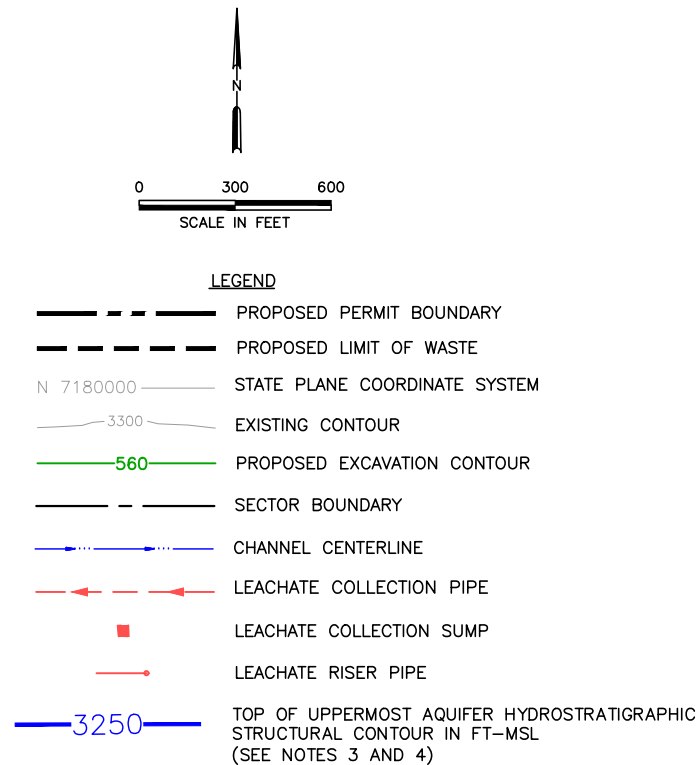 N
0 300 600
SCALE IN FEET
LEGEND
PROPOSED PERMIT BOUNDARY
PROPOSED LIMIT OF WASTE
N 7180000 STATE PLANE COORDINATE SYSTEM
3300 EXISTING CONTOUR
560 PROPOSED EXCAVATION CONTOUR
SECTOR BOUNDARY
CHANNEL CENTERLINE
LEACHATE COLLECTION PIPE
LEACHATE COLLECTION SUMP
LEACHATE RISER PIPE
3250 TOP OF UPPERMOST AQUIFER HYDROSTRATIGRAPHIC
STRUCTURAL CONTOUR IN FT-MSL
(SEE NOTES 3 AND 4)